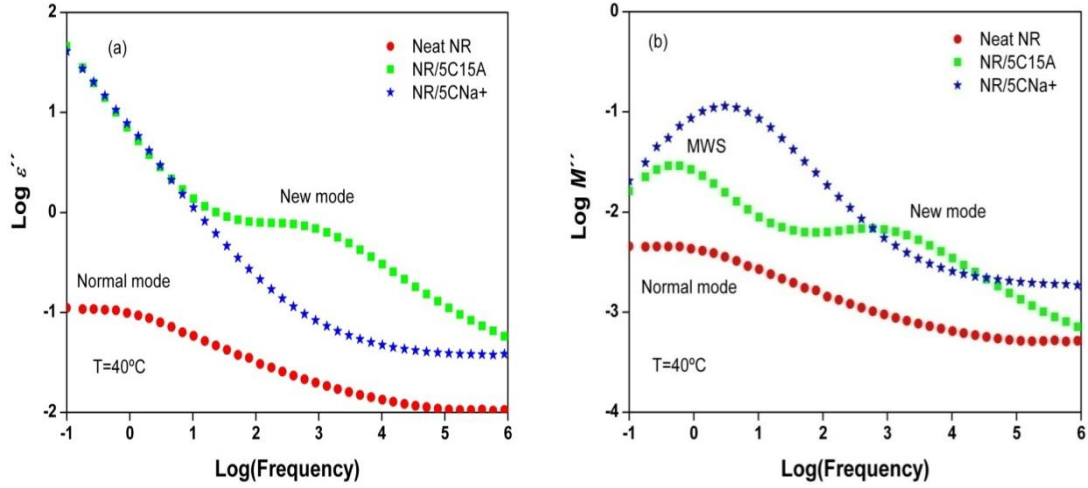 (a)
Neat NR
NR/5C15A
NR/5CNa+
New mode
Normal mode
T=40ºC
Log ε´´
2
1
0
-1
-2
-1 0 1 2 3 4 5 6
Log(Frequency)
(b)
Neat NR
NR/5C15A
NR/5CNa+
MWS
New mode
Normal mode
T=40ºC
Log M´´
0
-1
-2
-3
-4
-1 0 1 2 3 4 5 6
Log(Frequency)